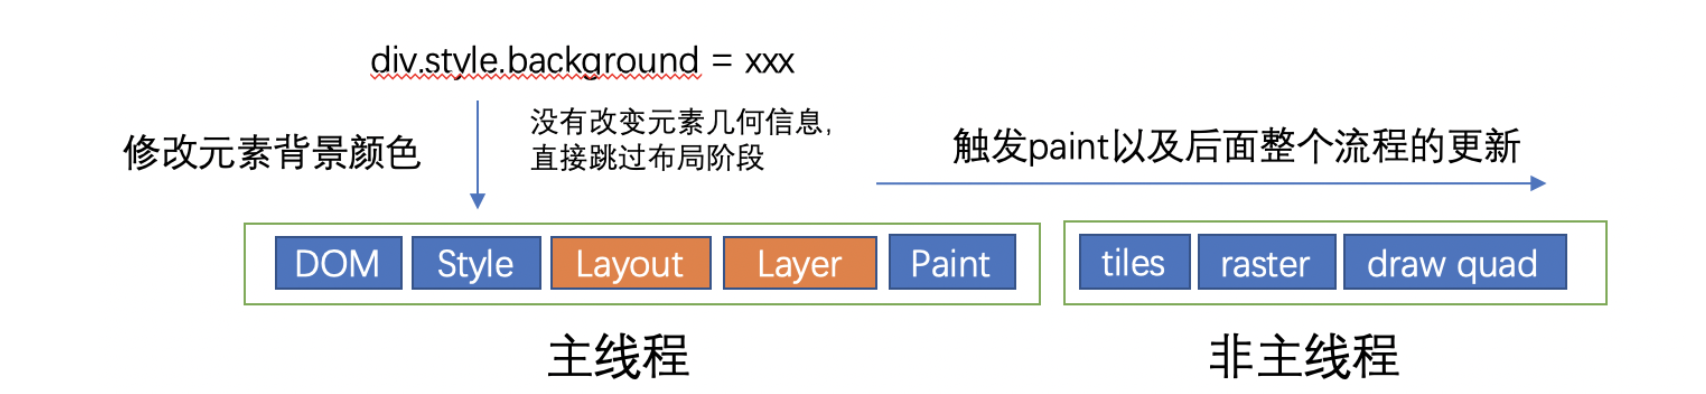 div.style.background = xxx
修改元素背景颜色
没有改变元素几何信息,
直接跳过布局阶段
触发paint以及后面整个流程的更新
DOM
Style
Layout
Layer
Paint
tiles
raster
draw quad
主线程
非主线程